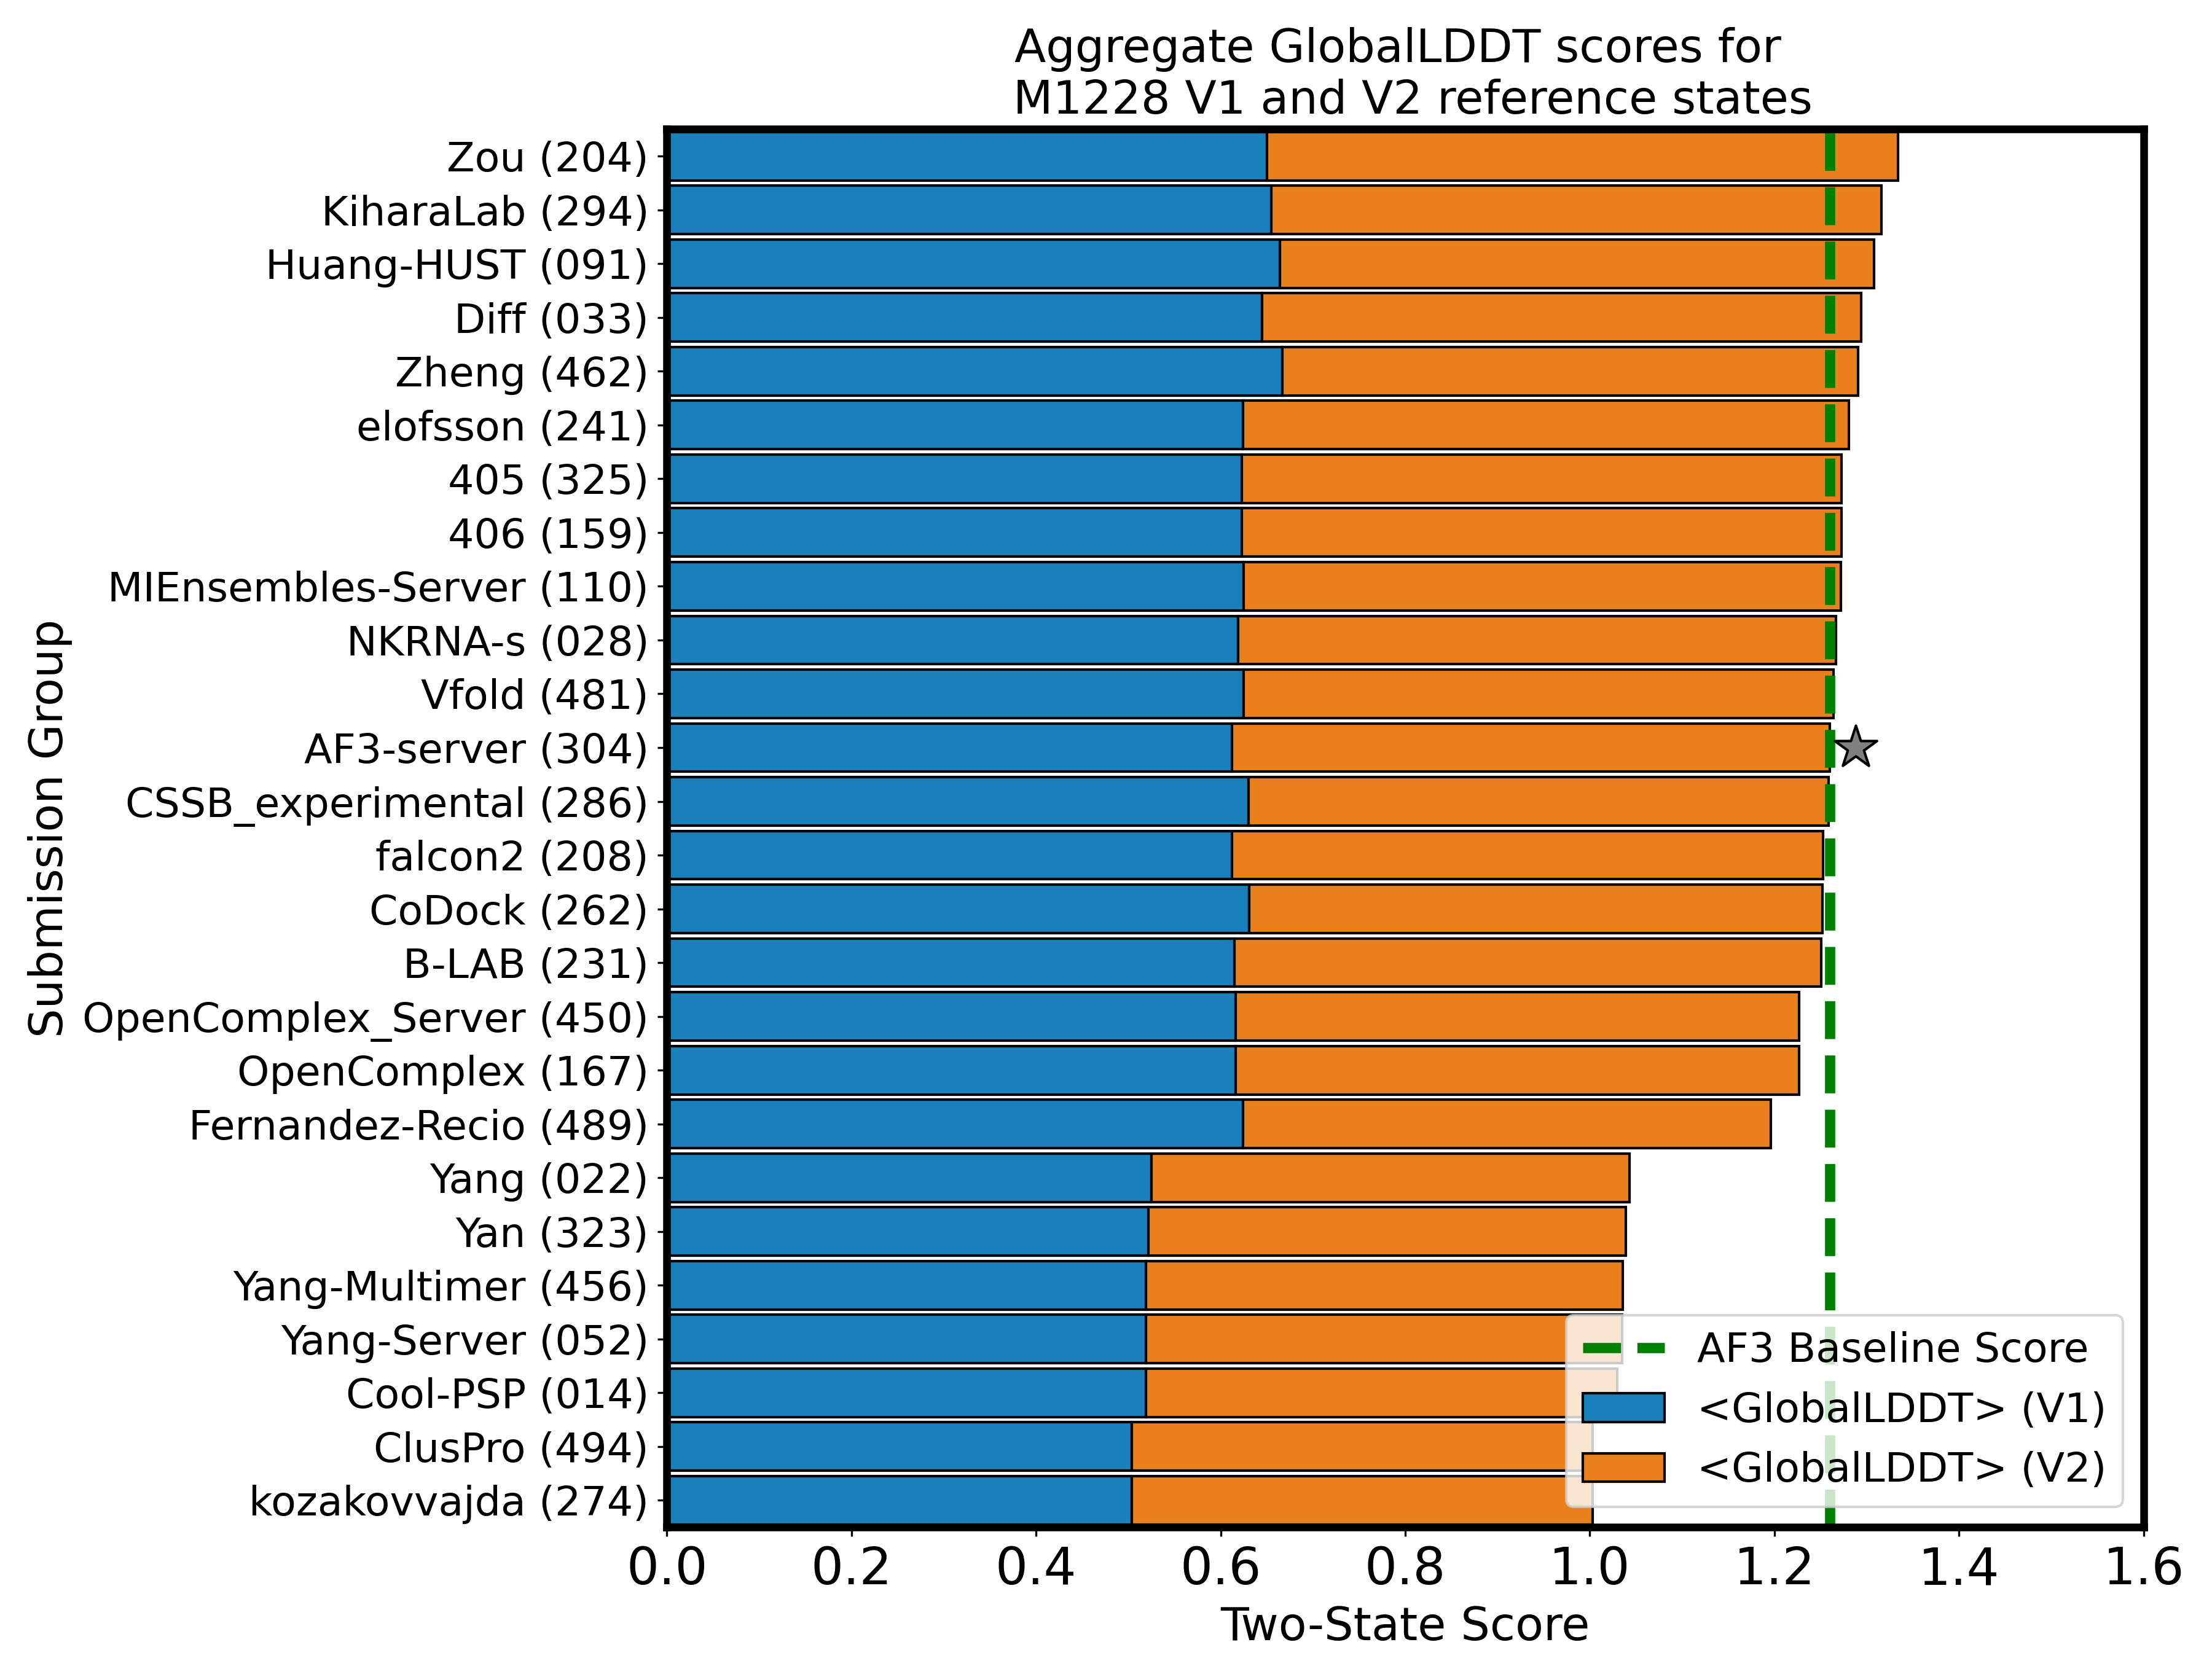 Aggregate GlobalLDDT scores for
M1228 V1 and V2 reference states
Submission Group
Zou (204)
KiharaLab (294)
Huang-HUST (091)
Diff (033)
Zheng (462)
elofsson (241)
405 (325)
406 (159)
MIEnsembles-Server (110)
NKRNA-s (028)
Vfold (481)
AF3-server (304)
CSSB_experimental (286)
falcon2 (208)
CoDock (262)
B-LAB (231)
OpenComplex_Server (450)
OpenComplex (167)
Fernandez-Recio (489)
Yang (022)
Yan (323)
Yang-Multimer (456)
Yang-Server (052)
Cool-PSP (014)
ClusPro (494)
kozakovvajda (274)
AF3 Baseline Score
<GlobalLDDT> (V1)
<GlobalLDDT> (V2)
0.0 0.2 0.4 0.6 0.8 1.0 1.2 1.4 1.6
Two-State Score